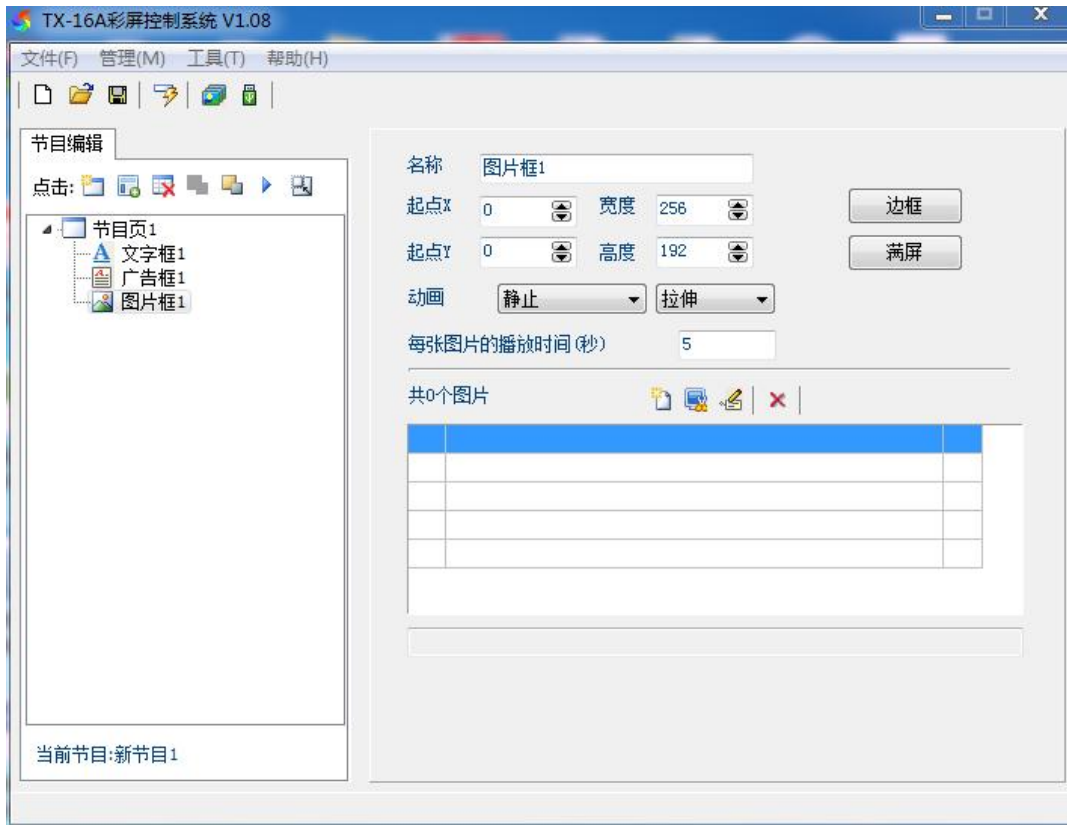 TX-16A彩屏控制系统 V1.08
文件(F) 管理(M) 工具(T) 帮助(H)
节目编辑
点击:
节目页1
文字框1
广告框1
图片框1
当前节目:新节目1
名称 图片框1
起点X 0 宽度 256 边框
起点Y 0 高度 192 满屏
动画 静止 拉伸
每张图片的播放时间(秒) 5
共0个图片